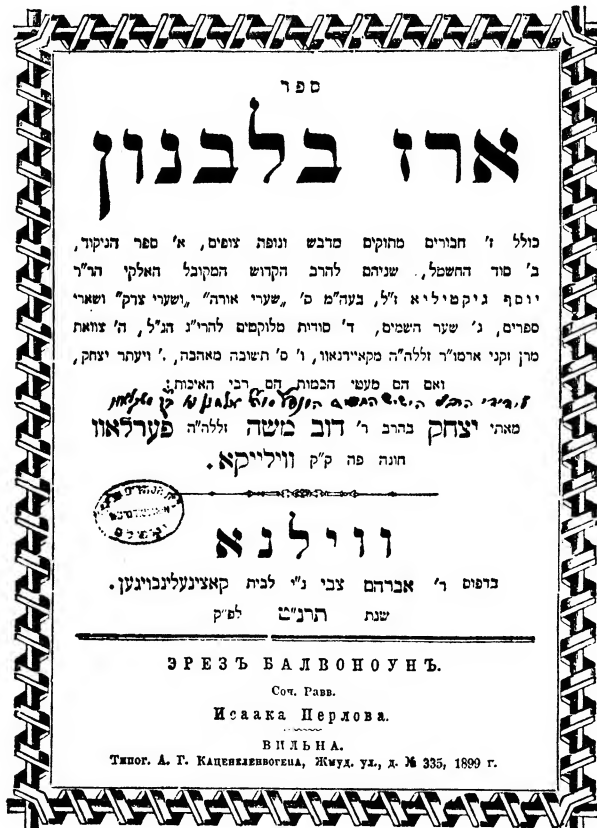 ספר
ארז בלבנון
כולל ז' חבורים מתוקים מדבש ונופת צופים, א' ספר הניקוד,
ב' סוד החשמל, שניהם להרב הקדוש המקובל האלקי הר"ר
יוסף גיקטיליא ז"ל, בעה"מ ס' „שערי אורה" „ושערי צדק" ושארי
ספרים, ג' שער השמים, ד' סודות מלוקטים להרי"ג הנ"ל, ה' צוואת
מרן זקני ארמו"ר זללה"ה מקאיידנאוו, ו' ס' תשובה מאהבה, ז' ויעתר יצחק,
ואם הם מעטי הכמות הם רבי האיכות:
מאתי יצחק בהרב ר' דוב משה זללה"ה פערלאוו
חונה פה ק"ק ווילייקא.
ווילנא
בדפוס ר' אברהם צבי נ"י לבית קאצינעלינבויגען.
שנת תרנ"ט לפ"ק
ЭРЕЗЪ БАЛВОНОУНЪ.
Соч. Равв.
Исаака Перлова.
ВИЛЬНА.
Типог. А. Г. Каценеленвогена, Жмуд. ул., д. № 335, 1899 г.